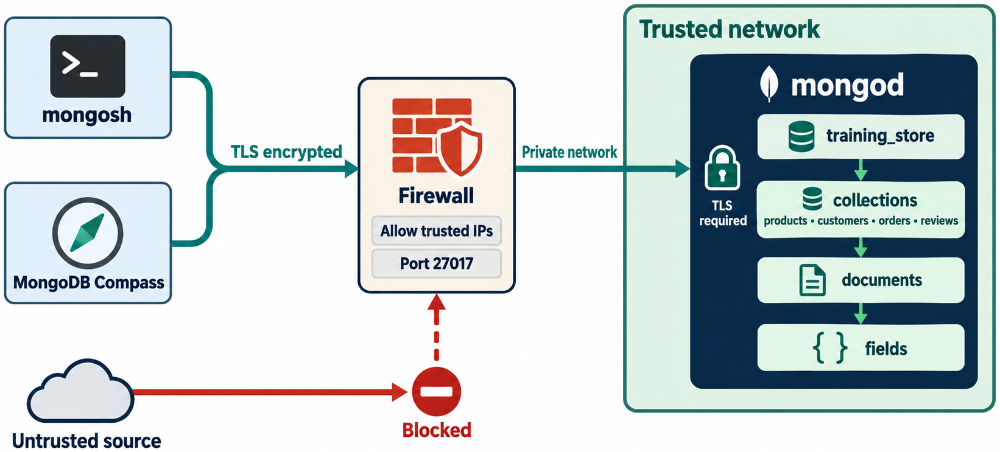 mongosh
MongoDB Compass
Untrusted source
TLS encrypted
Firewall
Allow trusted IPs
Port 27017
Blocked
Private network
Trusted network
mongod
TLS
required
training_store
collections
products • customers • orders • reviews
documents
{ } fields